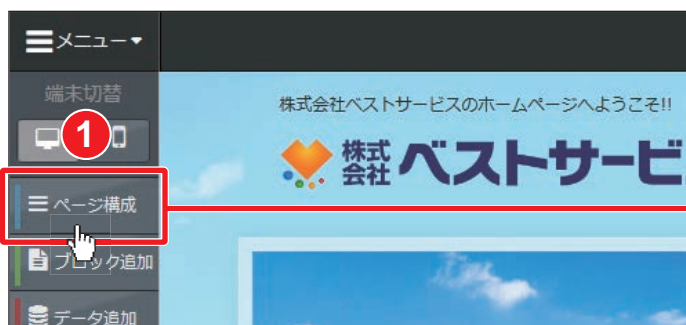 メニュー
端末切替
1
ページ構成
ブロック追加
データ追加
株式会社ベストサービスのホームページへようこそ!!
株式会社 ベストサービ